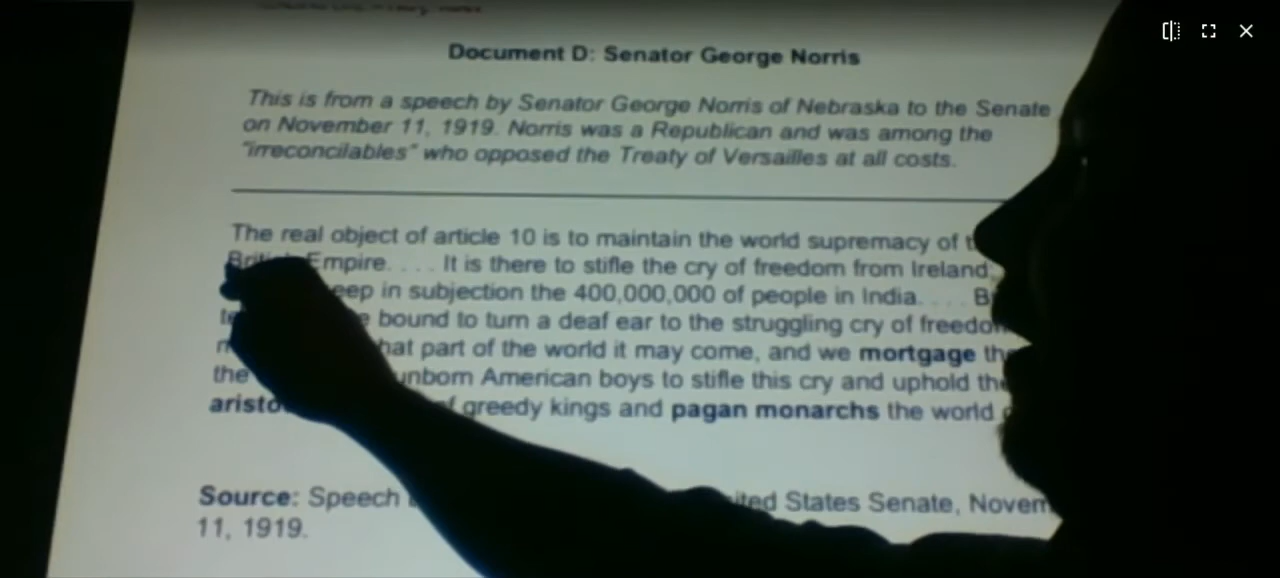 Document D: Senator George Norris
This is from a speech by Senator George Norris of Nebraska to the Senate
on November 11, 1919. Norris was a Republican and was among the
"irreconcilables" who opposed the Treaty of Versailles at all costs.
The real object of article 10 is to maintain the world supremacy of
British Empire. . . . It is there to stifle the cry of freedom from Ireland
in subjection the 400,000,000 of people in India. . . .
bound to turn a deaf ear to the struggling cry of freedom
part of the world it may come, and we mortgage
the unborn American boys to stifle this cry and uphold
of greedy kings and pagan monarchs the world
Source: Speech States Senate,
11, 1919.